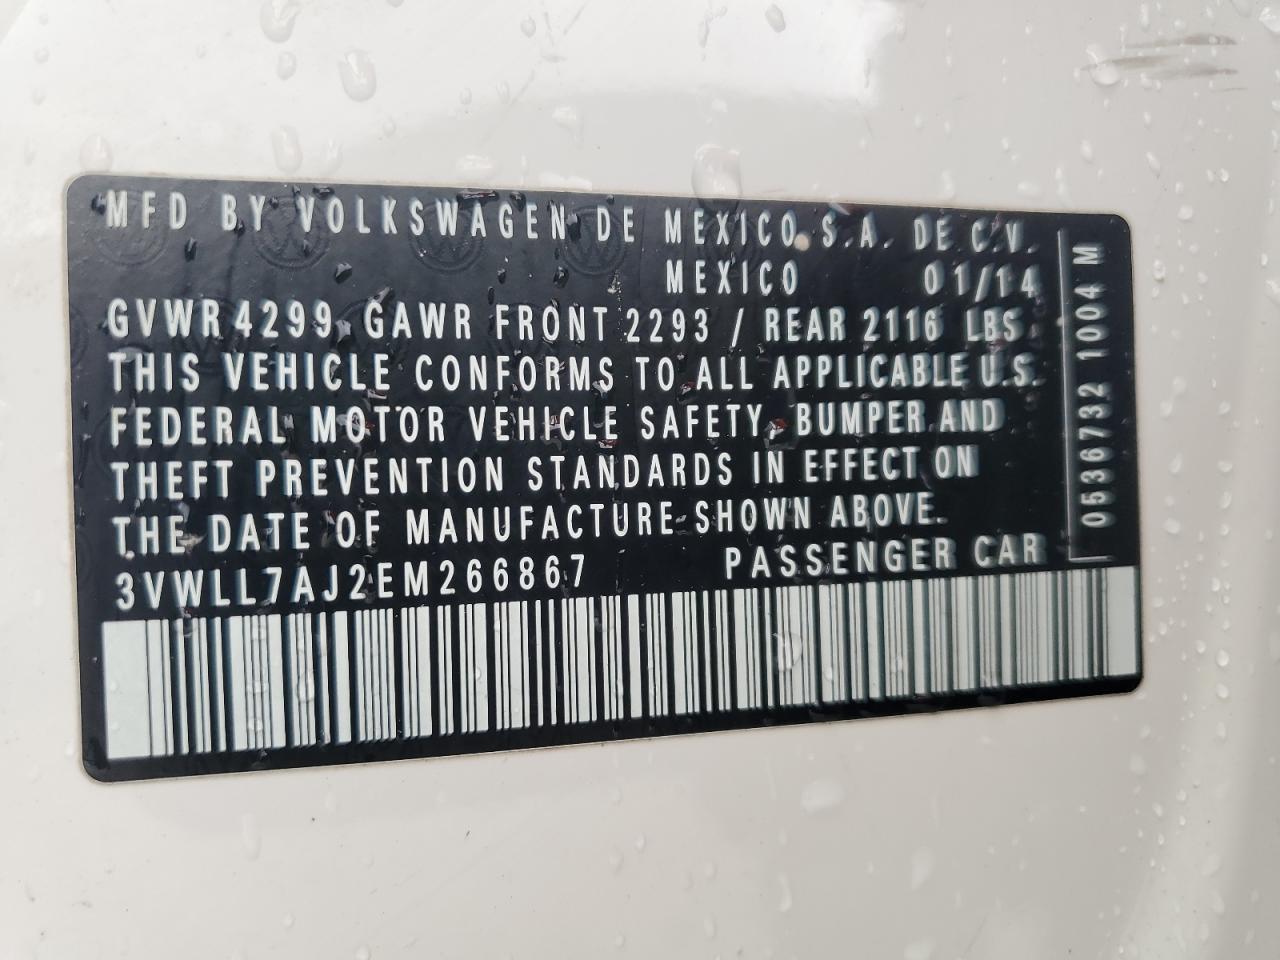 MFD BY VOLKSWAGEN DE MEXICO S.A. DE C.V.
MEXICO 01/14
GVWR 4299, GAWR FRONT 2293 / REAR 2116 LBS
THIS VEHICLE CONFORMS TO ALL APPLICABLE U.S.
FEDERAL MOTOR VEHICLE SAFETY, BUMPER AND
THEFT PREVENTION STANDARDS IN EFFECT ON
THE DATE OF MANUFACTURE SHOWN ABOVE.
3VWLL7AJ2EM266867 PASSENGER CAR
0536732 1004 M